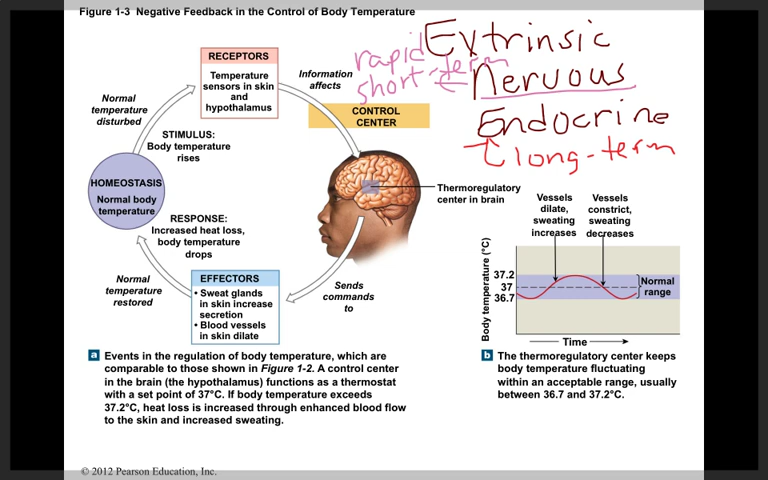 Figure 1-3 Negative Feedback in the Control of Body Temperature
Extrinsic
rapid
short-term
Nervous
Endocrine
long-term
RECEPTORS
Temperature
sensors in skin
and
hypothalamus
Information
affects
CONTROL
CENTER
Normal
temperature
disturbed
STIMULUS:
Body temperature
rises
HOMEOSTASIS
Normal body
temperature
Thermoregulatory
center in brain
RESPONSE:
Increased heat loss,
body temperature
drops
Normal
temperature
restored
EFFECTORS
• Sweat glands
in skin increase
secretion
• Blood vessels
in skin dilate
Sends
commands
to
Vessels
dilate,
sweating
increases
Vessels
constrict,
sweating
decreases
Body temperature (°C)
37.2
37
36.7
Normal
range
Time
a Events in the regulation of body temperature, which are
comparable to those shown in Figure 1-2. A control center
in the brain (the hypothalamus) functions as a thermostat
with a set point of 37°C. If body temperature exceeds
37.2°C, heat loss is increased through enhanced blood flow
to the skin and increased sweating.
b The thermoregulatory center keeps
body temperature fluctuating
within an acceptable range, usually
between 36.7 and 37.2°C.
© 2012 Pearson Education, Inc.